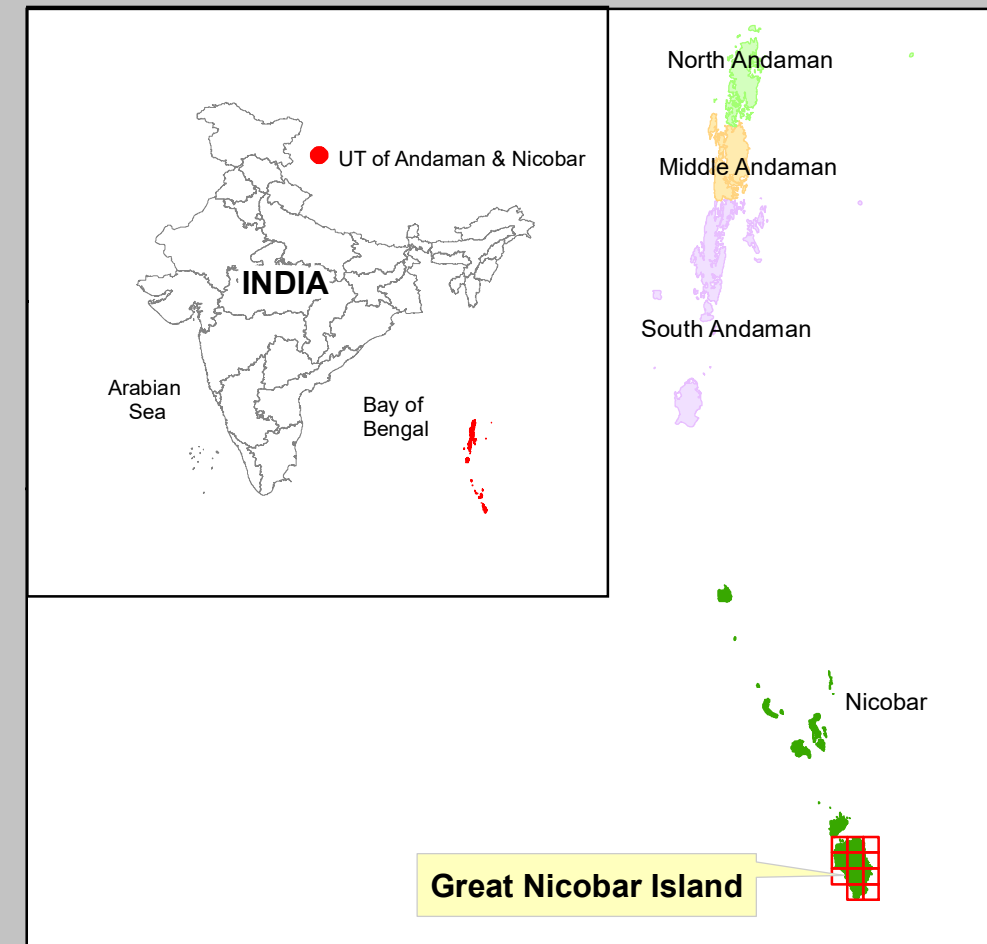 UT of Andaman & Nicobar
INDIA
Arabian
Sea
Bay of
Bengal
North Andaman
Middle Andaman
South Andaman
Nicobar
Great Nicobar Island